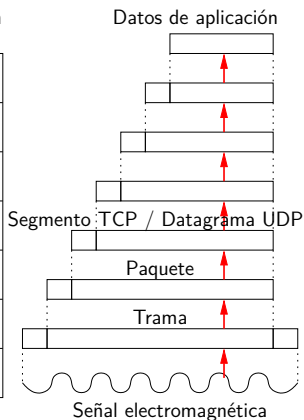 Datos de aplicación
Segmento TCP / Datagrama UDP
Paquete
Trama
Señal electromagnética